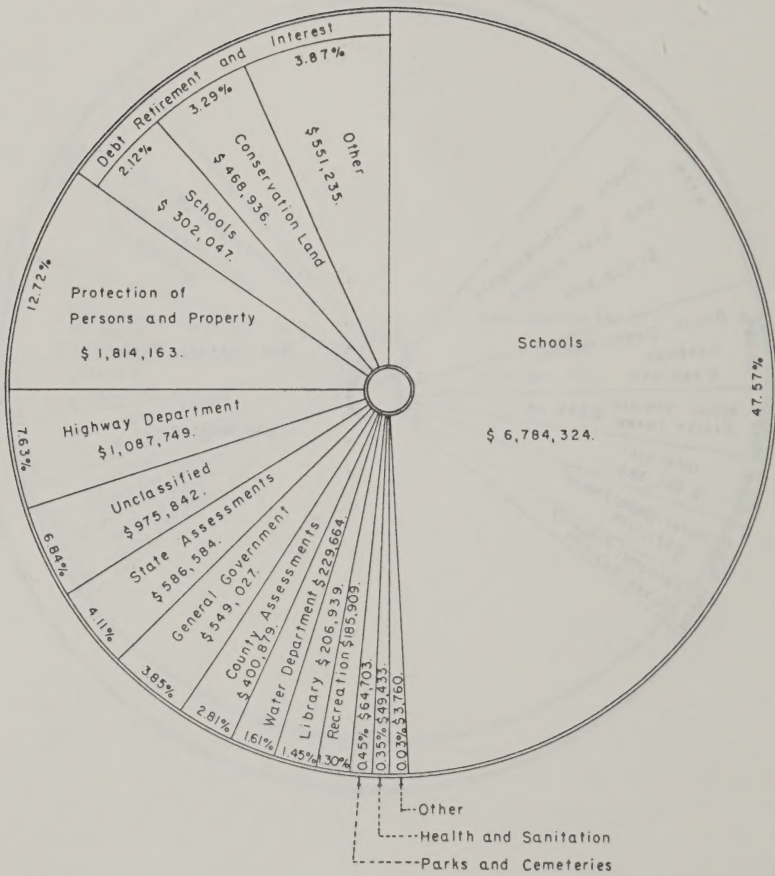 Debt Retirement and Interest
3.87%
Other
$551,235.
3.29%
Conservation Land
$468,936.
2.12%
Schools
$302,047.
12.72%
Protection of
Persons and Property
$1,814,163.
7.63%
Highway Department
$1,087,749.
6.84%
Unclassified
$975,842.
4.11%
State Assessments
$586,584.
3.85%
General Government
$549,027.
2.81%
County Assessments
$400,879.
1.61% Water Department $229,664.
1.45% Library $206,939.
1.30% Recreation $185,909.
0.45% $64,703.
0.35% $49,433.
0.03% $3,760.
Schools
$6,784,324.
47.57%
Other
Health and Sanitation
Parks and Cemeteries